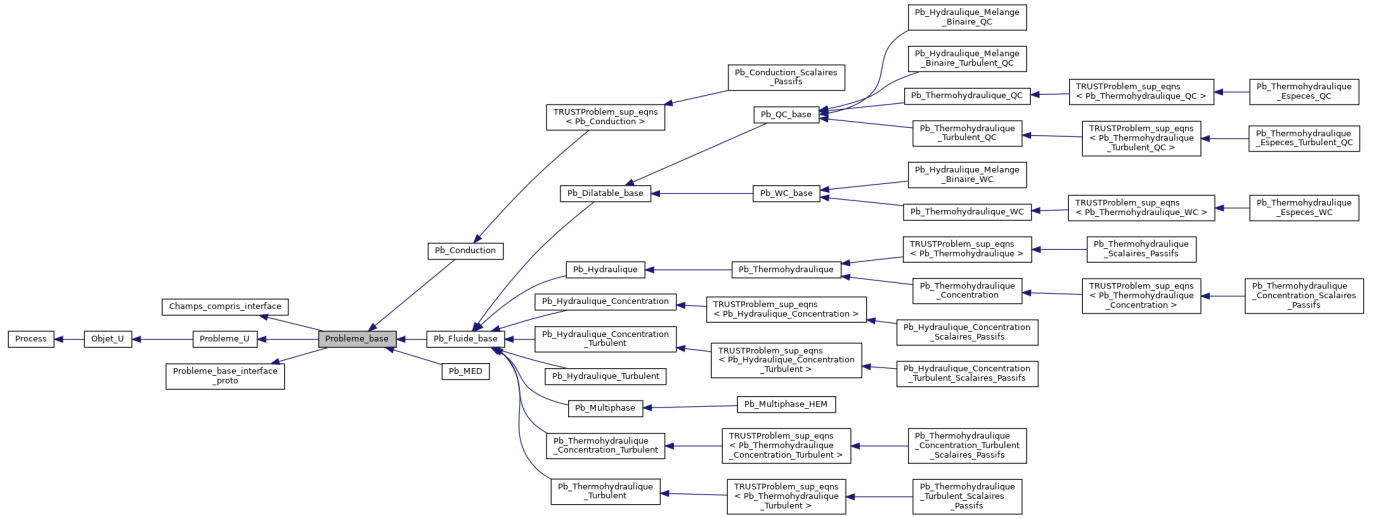 Process
Objet_U
Champs_compris_interface
Probleme_U
Probleme_base_interface
_proto
Probleme_base
Pb_Conduction
Pb_Fluide_base
Pb_MED
TRUSTProblem_sup_eqns
< Pb_Conduction >
Pb_Dilatable_base
Pb_Hydraulique
Pb_Hydraulique_Concentration
Pb_Hydraulique_Concentration
_Turbulent
Pb_Hydraulique_Turbulent
Pb_Multiphase
Pb_Thermohydraulique
_Concentration_Turbulent
Pb_Thermohydraulique
_Turbulent
Pb_Conduction_Scalaires
_Passifs
Pb_QC_base
Pb_WC_base
Pb_Thermohydraulique
TRUSTProblem_sup_eqns
< Pb_Hydraulique_Concentration >
TRUSTProblem_sup_eqns
< Pb_Hydraulique_Concentration
_Turbulent >
Pb_Multiphase_HEM
TRUSTProblem_sup_eqns
< Pb_Thermohydraulique
_Concentration_Turbulent >
TRUSTProblem_sup_eqns
< Pb_Thermohydraulique
_Turbulent >
Pb_Hydraulique_Melange
_Binaire_QC
Pb_Hydraulique_Melange
_Binaire_Turbulent_QC
Pb_Thermohydraulique_QC
Pb_Thermohydraulique
_Turbulent_QC
Pb_Hydraulique_Melange
_Binaire_WC
Pb_Thermohydraulique_WC
TRUSTProblem_sup_eqns
< Pb_Thermohydraulique >
Pb_Thermohydraulique
_Concentration
Pb_Hydraulique_Concentration
_Scalaires_Passifs
Pb_Hydraulique_Concentration
_Turbulent_Scalaires_Passifs
Pb_Thermohydraulique
_Concentration_Turbulent
_Scalaires_Passifs
Pb_Thermohydraulique
_Turbulent_Scalaires
_Passifs
TRUSTProblem_sup_eqns
< Pb_Thermohydraulique_QC >
TRUSTProblem_sup_eqns
< Pb_Thermohydraulique
_Turbulent_QC >
TRUSTProblem_sup_eqns
< Pb_Thermohydraulique_WC >
Pb_Thermohydraulique
_Scalaires_Passifs
TRUSTProblem_sup_eqns
< Pb_Thermohydraulique
_Concentration >
Pb_Thermohydraulique
_Especes_QC
Pb_Thermohydraulique
_Especes_Turbulent_QC
Pb_Thermohydraulique
_Especes_WC
Pb_Thermohydraulique
_Concentration_Scalaires
_Passifs